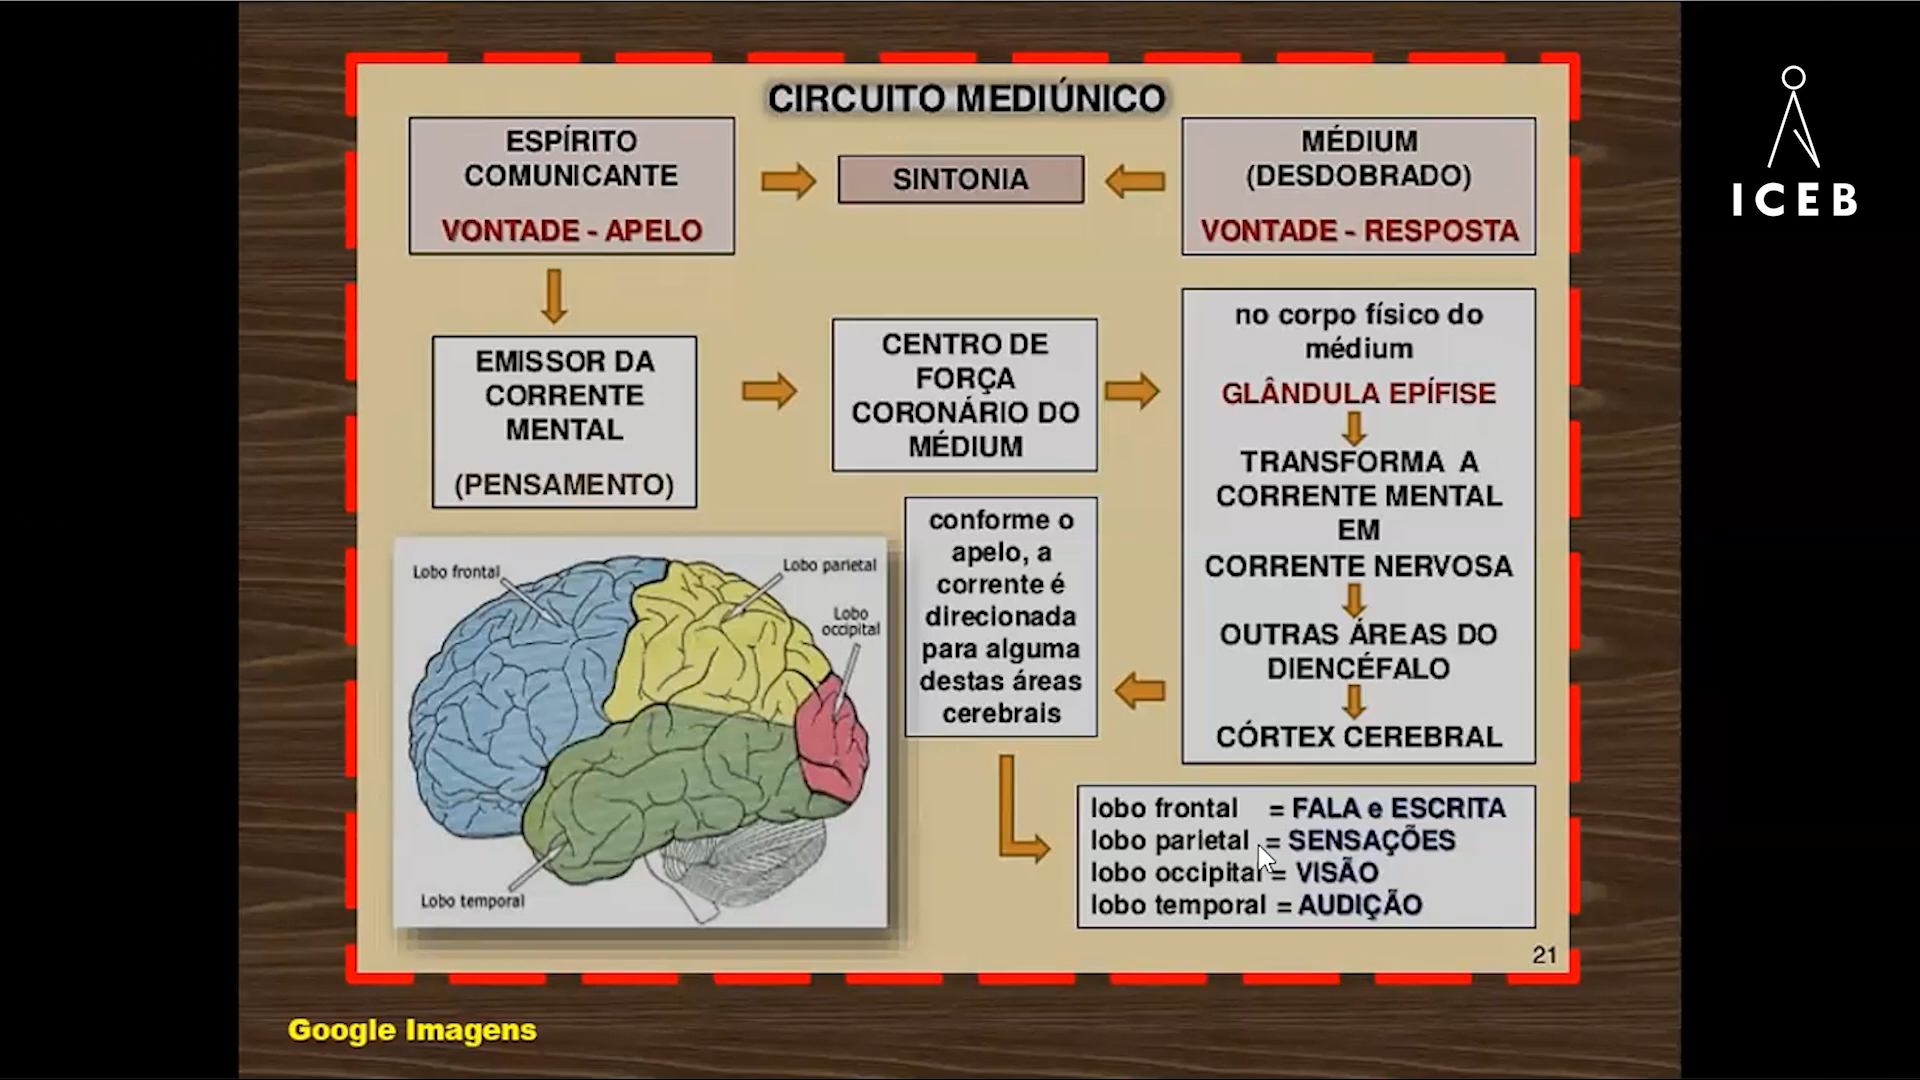 CIRCUITO MEDIÚNICO
ESPÍRITO
COMUNICANTE
VONTADE - APELO
SINTONIA
MÉDIUM
(DESDOBRADO)
VONTADE - RESPOSTA
EMISSOR DA
CORRENTE
MENTAL
(PENSAMENTO)
CENTRO DE
FORÇA
CORONÁRIO DO
MÉDIUM
no corpo físico do
médium
GLÂNDULA EPÍFISE
TRANSFORMA A
CORRENTE MENTAL
EM
CORRENTE NERVOSA
OUTRAS ÁREAS DO
DIENCÉFALO
CÓRTEX CEREBRAL
conforme o
apelo, a
corrente é
direcionada
para alguma
destas áreas
cerebrais
Lobo frontal
Lobo parietal
Lobo
occipital
Lobo temporal
lobo frontal = FALA e ESCRITA
lobo parietal = SENSAÇÕES
lobo occipital = VISÃO
lobo temporal = AUDIÇÃO
21
Google Imagens
ICEB